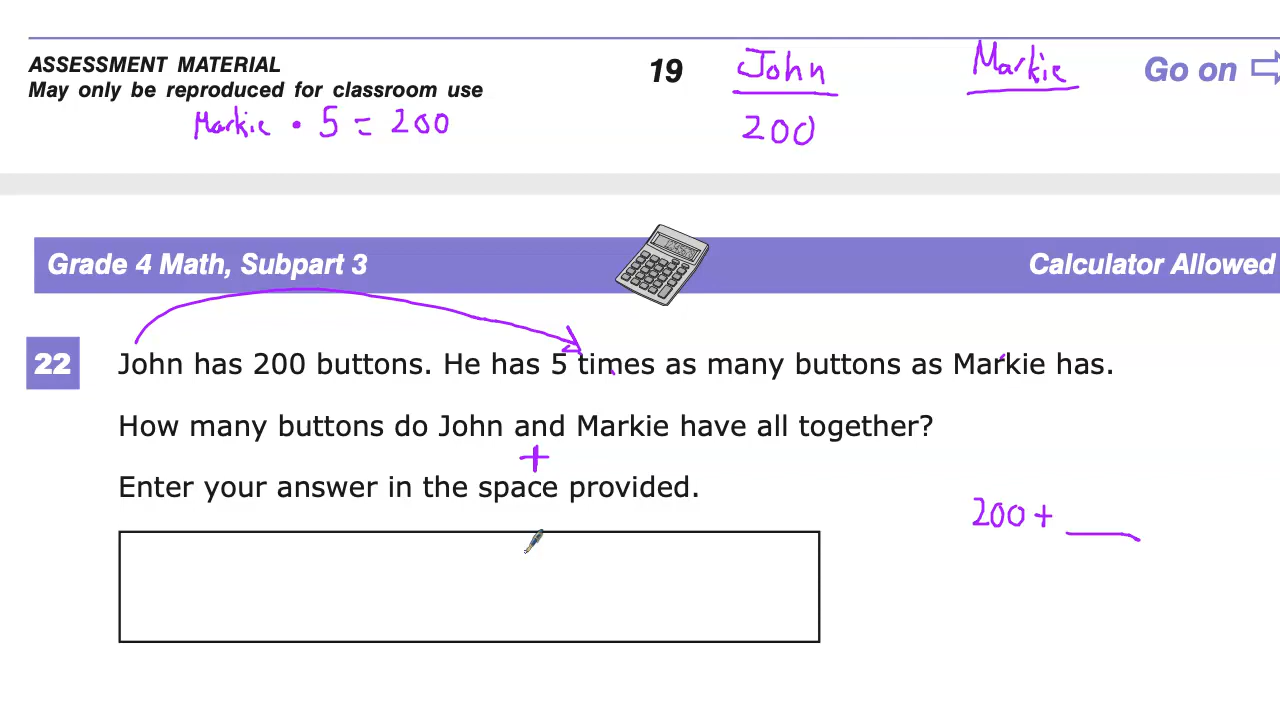 ASSESSMENT MATERIAL
May only be reproduced for classroom use
19
John
Markie
Go on
Markie • 5 = 200
200
Grade 4 Math, Subpart 3
Calculator Allowed
22
John has 200 buttons. He has 5 times as many buttons as Markie has.
How many buttons do John and Markie have all together?
+
Enter your answer in the space provided.
200 + ___